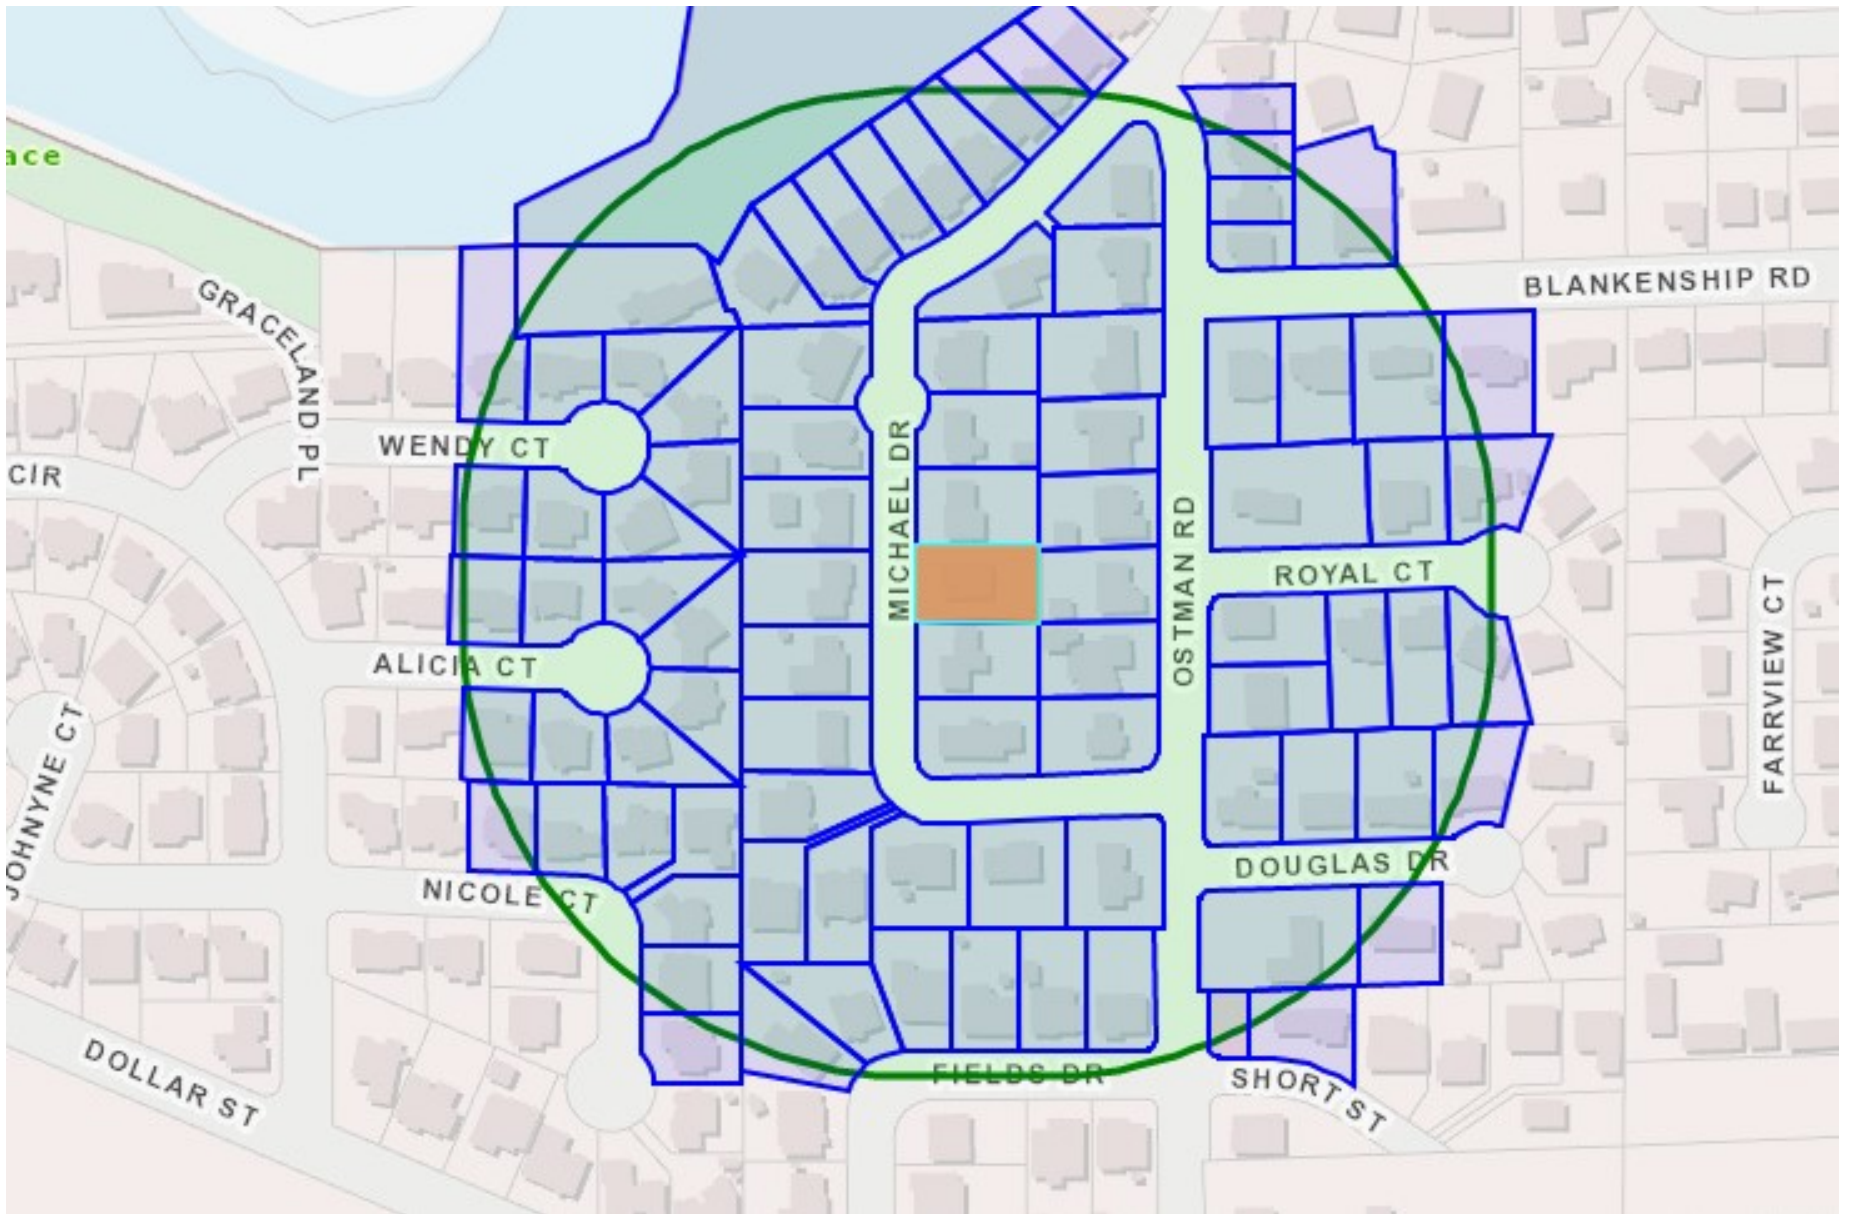 ace
BLANKENSHIP RD
GRACELAND PL
WENDY CT
CIR
MICHAEL DR
OSTMAN RD
ROYAL CT
ALICIA CT
FARRVIEW CT
JOHNYNE CT
DOUGLAS DR
NICOLE CT
FIELDS DR
SHORT ST
DOLLAR ST